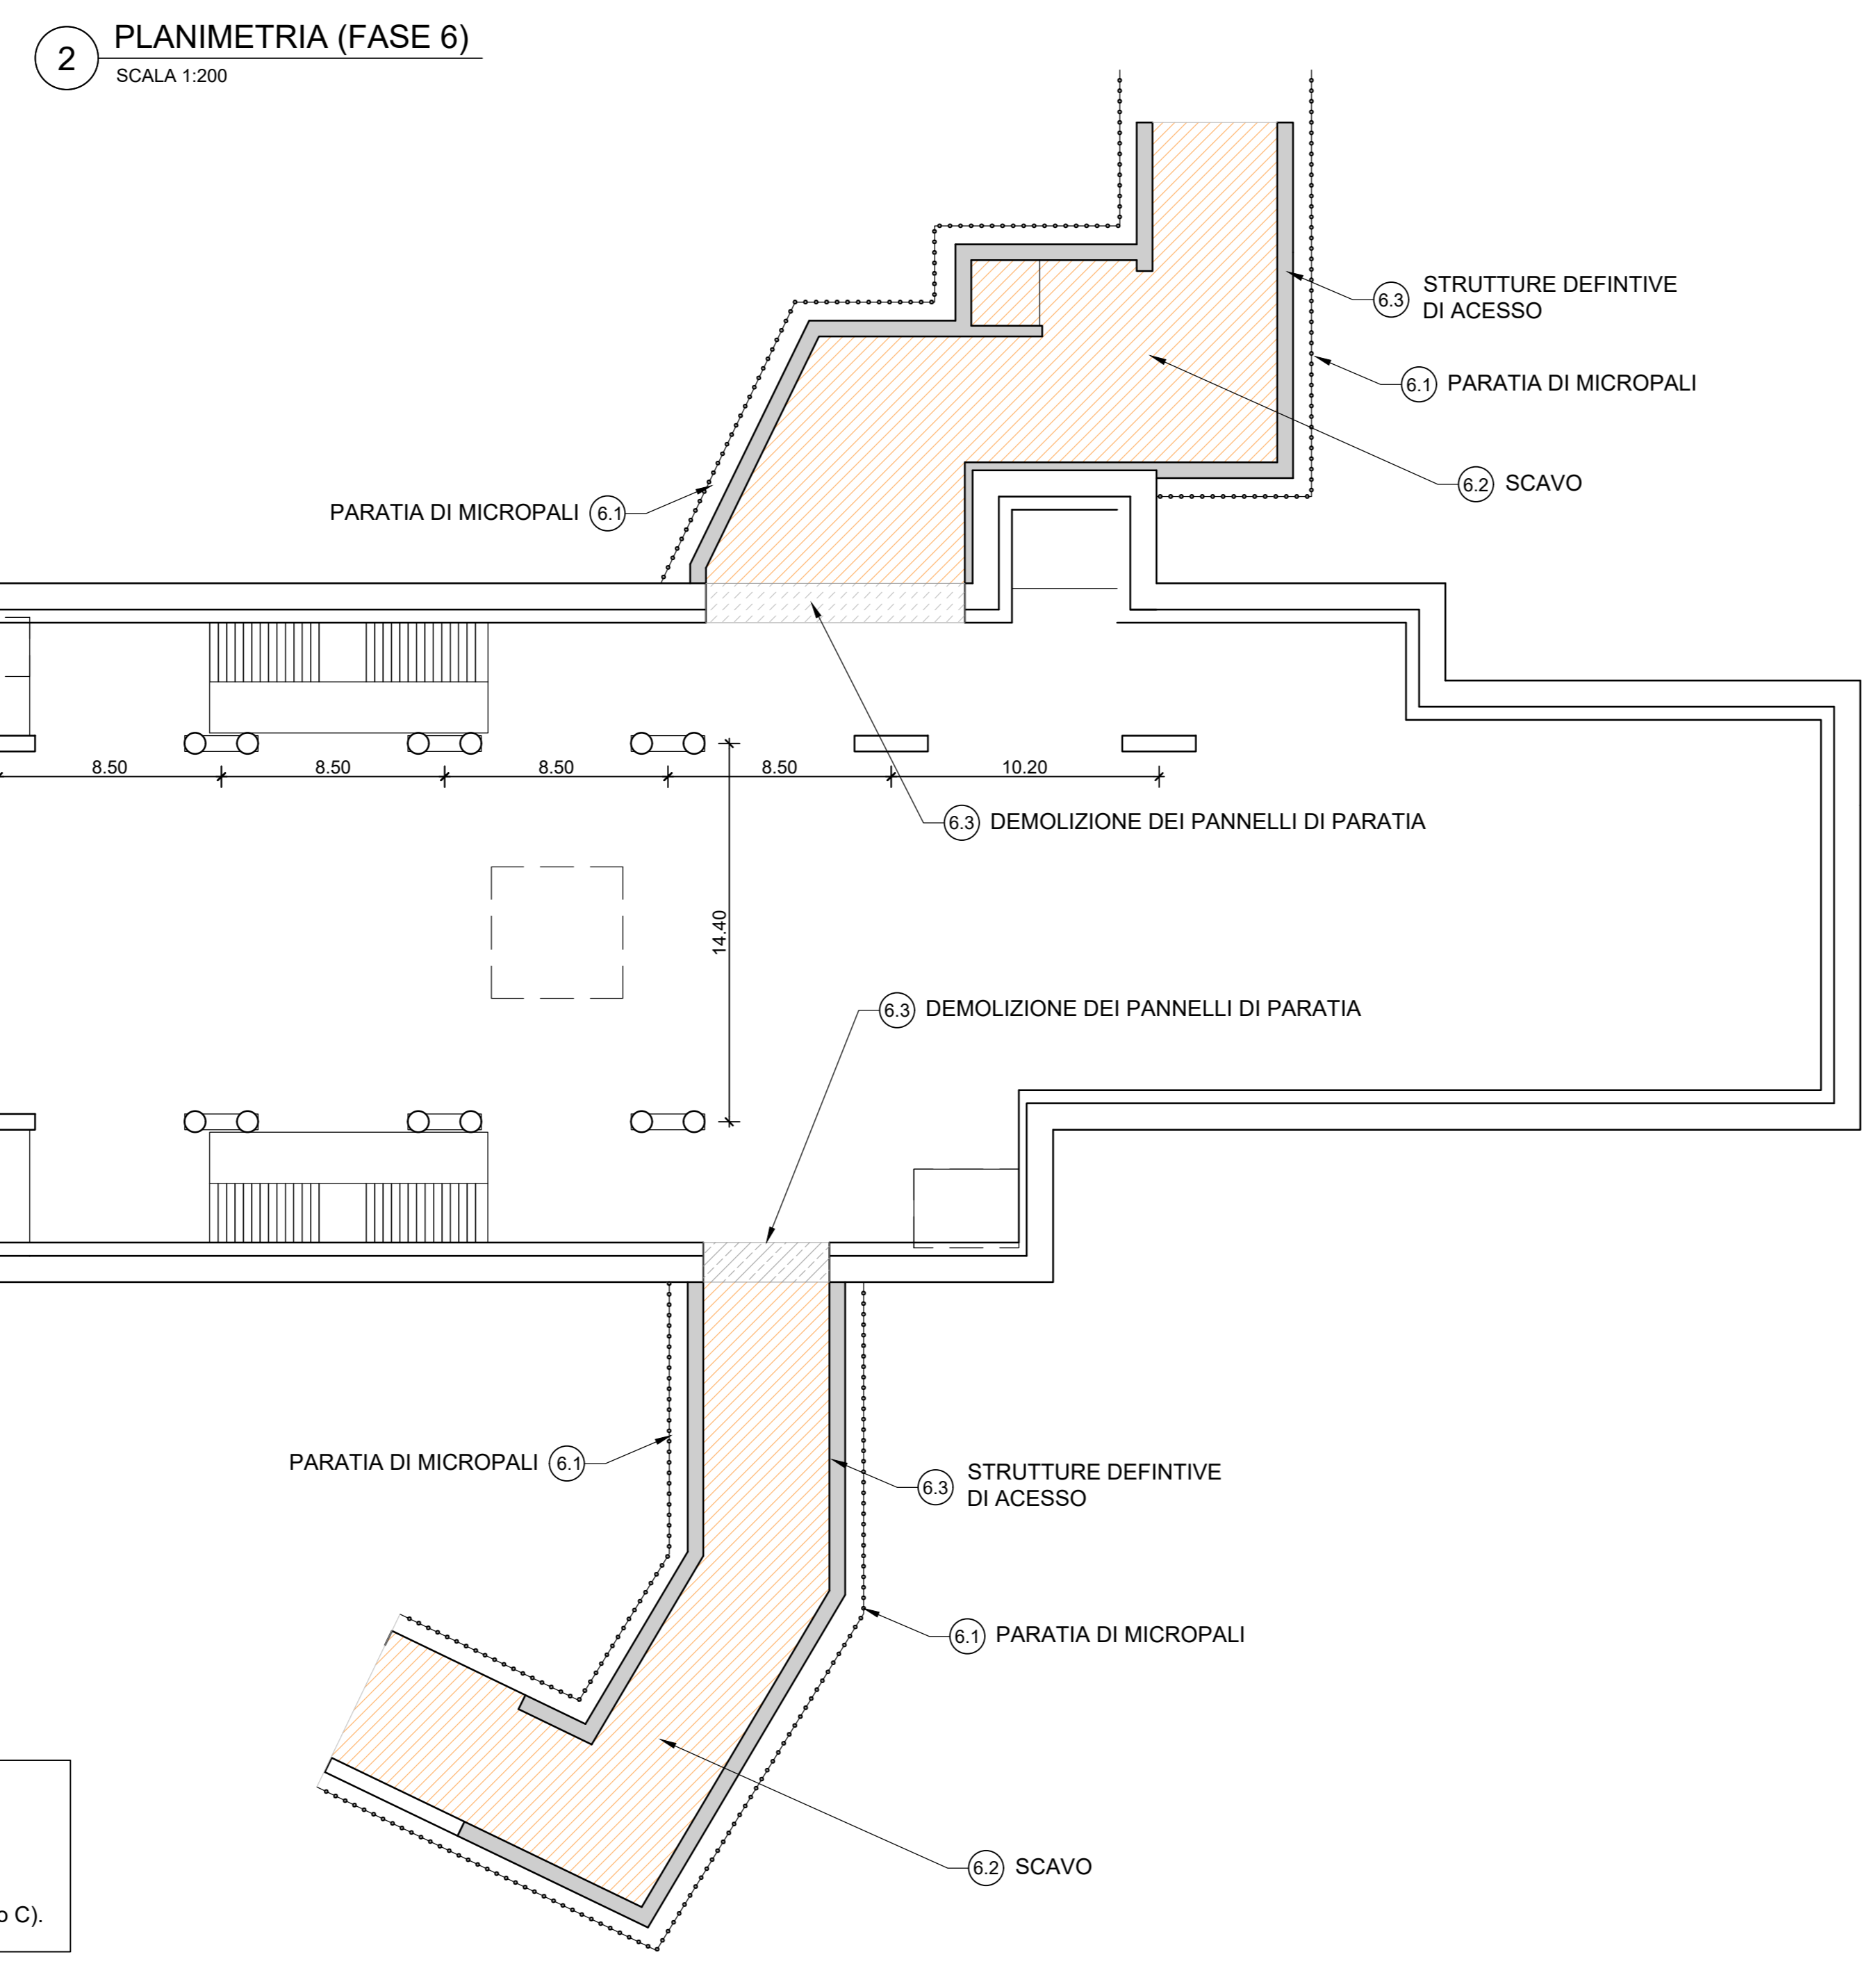 2
PLANIMETRIA (FASE 6)
SCALA 1:200
6.3 STRUTTURE DEFINTIVE
DI ACESSO
6.1 PARATIA DI MICROPALI
6.2 SCAVO
PARATIA DI MICROPALI 6.1
8.50 8.50 8.50 8.50 10.20
6.3 DEMOLIZIONE DEI PANNELLI DI PARATIA
14.40
6.3 DEMOLIZIONE DEI PANNELLI DI PARATIA
PARATIA DI MICROPALI 6.1
6.3 STRUTTURE DEFINTIVE
DI ACESSO
6.1 PARATIA DI MICROPALI
6.2 SCAVO
o C).